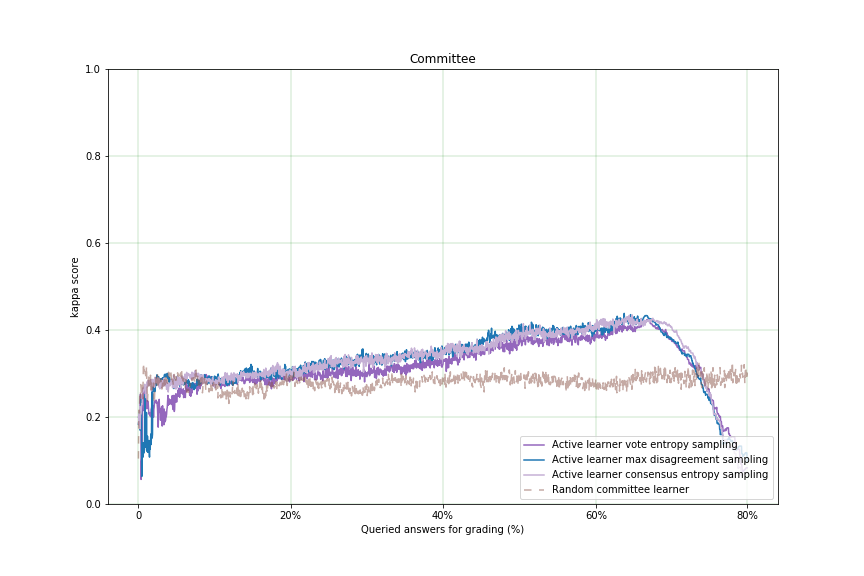 Committee
1.0
0.8
0.6
0.4
0.2
0.0
kappa score
0
20%
40%
60%
80%
Queried answers for grading (%)
Active learner vote entropy sampling
Active learner max disagreement sampling
Active learner consensus entropy sampling
Random committee learner